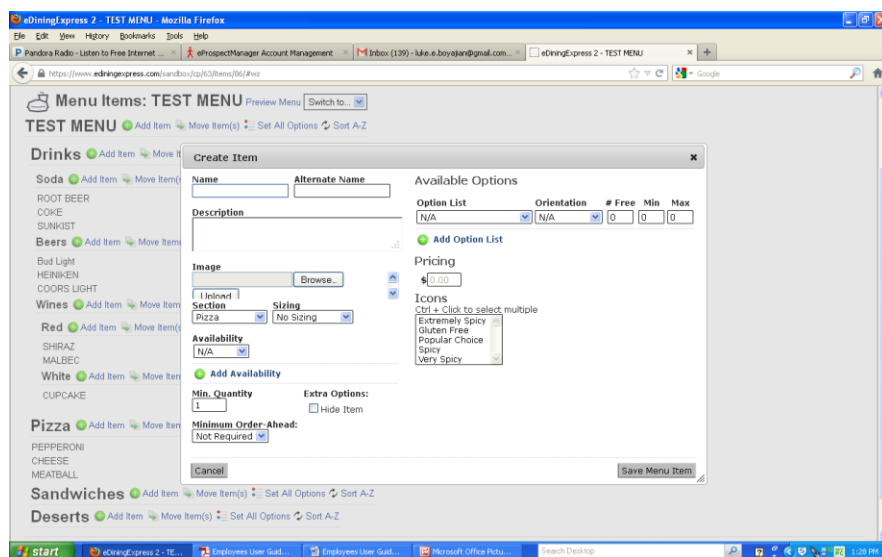 eDiningExpress 2 - TEST MENU - Mozilla Firefox
File Edit View History Bookmarks Tools Help
Pandora Radio - Listen to Free Internet ... × eProspectManager Account Management × Inbox (139) - luke.e.boyajian@gmail.com... × eDiningExpress 2 - TEST MENU × +
https://www.ediningexpress.com/sandbox/cp/63/items/06/#wz Google
Menu Items: TEST MENU Preview Menu Switch to...
TEST MENU Add Item Move Item(s) Set All Options Sort A-Z
Drinks Add Item Move It
Soda Add Item Move Item(
ROOT BEER
COKE
SUNKIST
Beers Add Item Move Item
Bud Light
HEINIKEN
COORS LIGHT
Wines Add Item Move Item
Red Add Item Move Item(
SHIRAZ
MALBEC
White Add Item Move Item
CUPCAKE
Pizza Add Item Move Item
PEPPERONI
CHEESE
MEATBALL
Sandwiches Add Item Move Item(s) Set All Options Sort A-Z
Deserts Add Item Move Item(s) Set All Options Sort A-Z
Create Item ×
Name Alternate Name
Description
Image
Browse...
Upload
Section Sizing
Pizza No Sizing
Availability
N/A
Add Availability
Min. Quantity Extra Options:
1 Hide Item
Minimum Order-Ahead:
Not Required
Cancel
Available Options
Option List Orientation # Free Min Max
N/A N/A 0 0 0
Add Option List
Pricing
$ 0.00
Icons
Ctrl + Click to select multiple
Extremely Spicy
Gluten Free
Popular Choice
Spicy
Very Spicy
Save Menu Item
start eDiningExpress 2 - TE... Employees User Guid... Employees User Guid... Microsoft Office Pictu... Search Desktop 1:28 PM